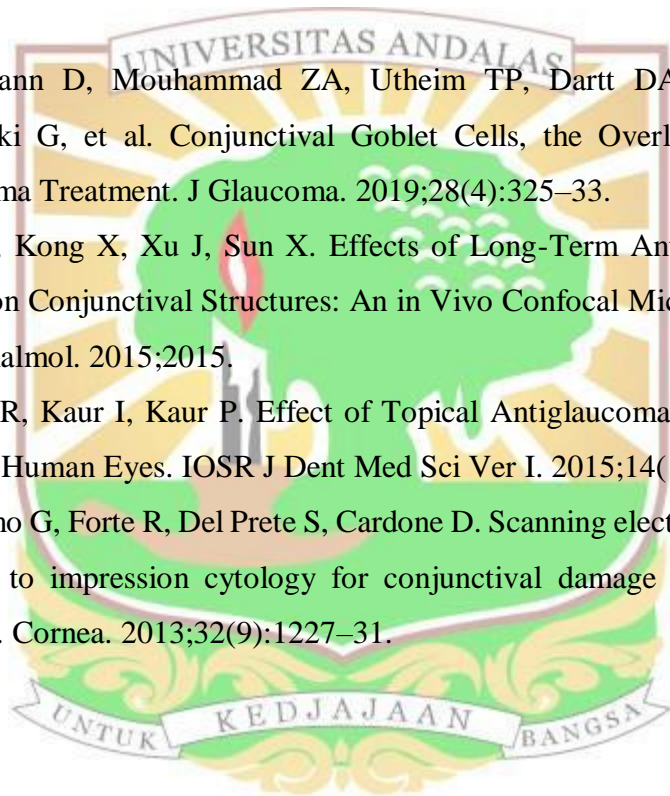 UNIVERSITAS ANDALAS
ann D, Mouhammad ZA, Utheim TP, Dartt DA
ki G, et al. Conjunctival Goblet Cells, the Overl
ma Treatment. J Glaucoma. 2019;28(4):325–33.
, Kong X, Xu J, Sun X. Effects of Long-Term An
on Conjunctival Structures: An in Vivo Confocal Mic
almol. 2015;2015.
R, Kaur I, Kaur P. Effect of Topical Antiglaucoma
Human Eyes. IOSR J Dent Med Sci Ver I. 2015;14(
no G, Forte R, Del Prete S, Cardone D. Scanning elect
to impression cytology for conjunctival damage
. Cornea. 2013;32(9):1227–31.
UNTUK KEDJAJAAN BANGSA